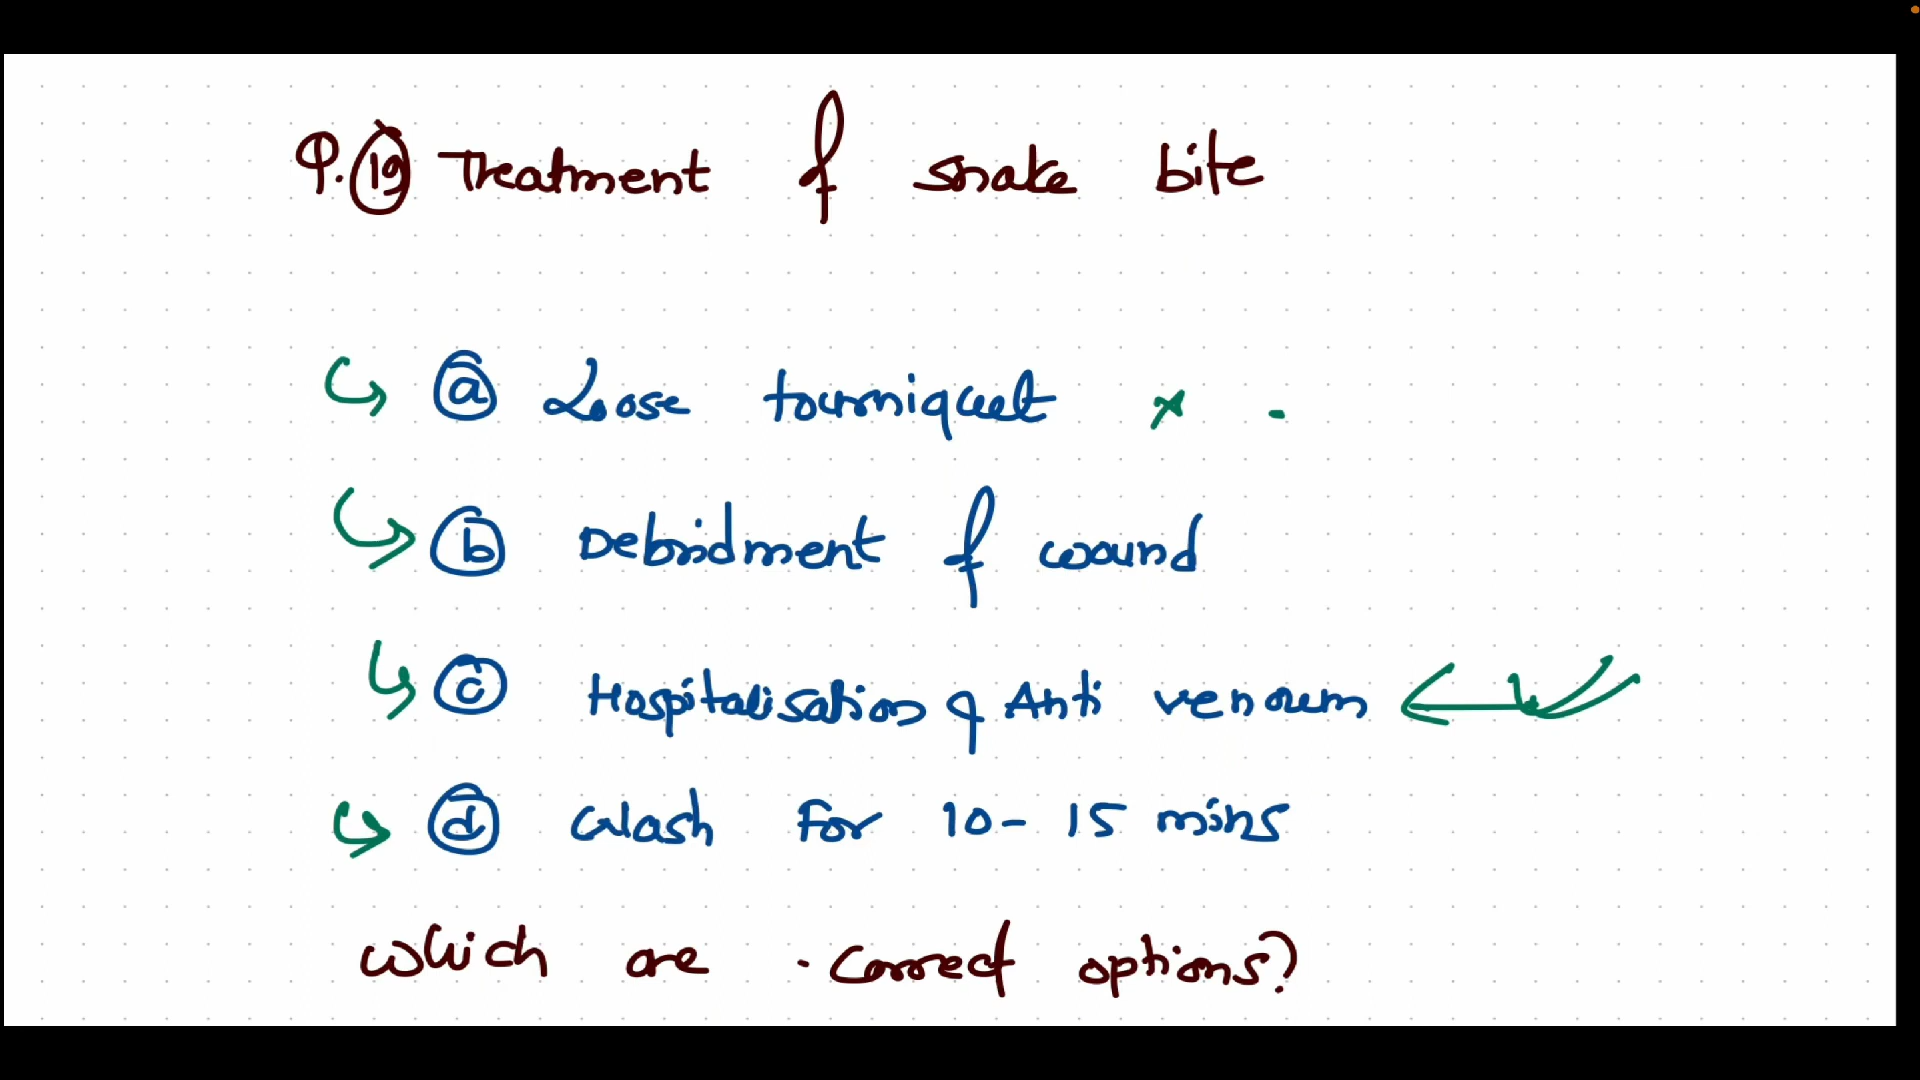 Q. 19 Treatment of snake bite
a Loose tourniquet x -
b Debridment of wound
c Hospitalisation & Anti venoum
d Wash for 10-15 mins
which are correct options?